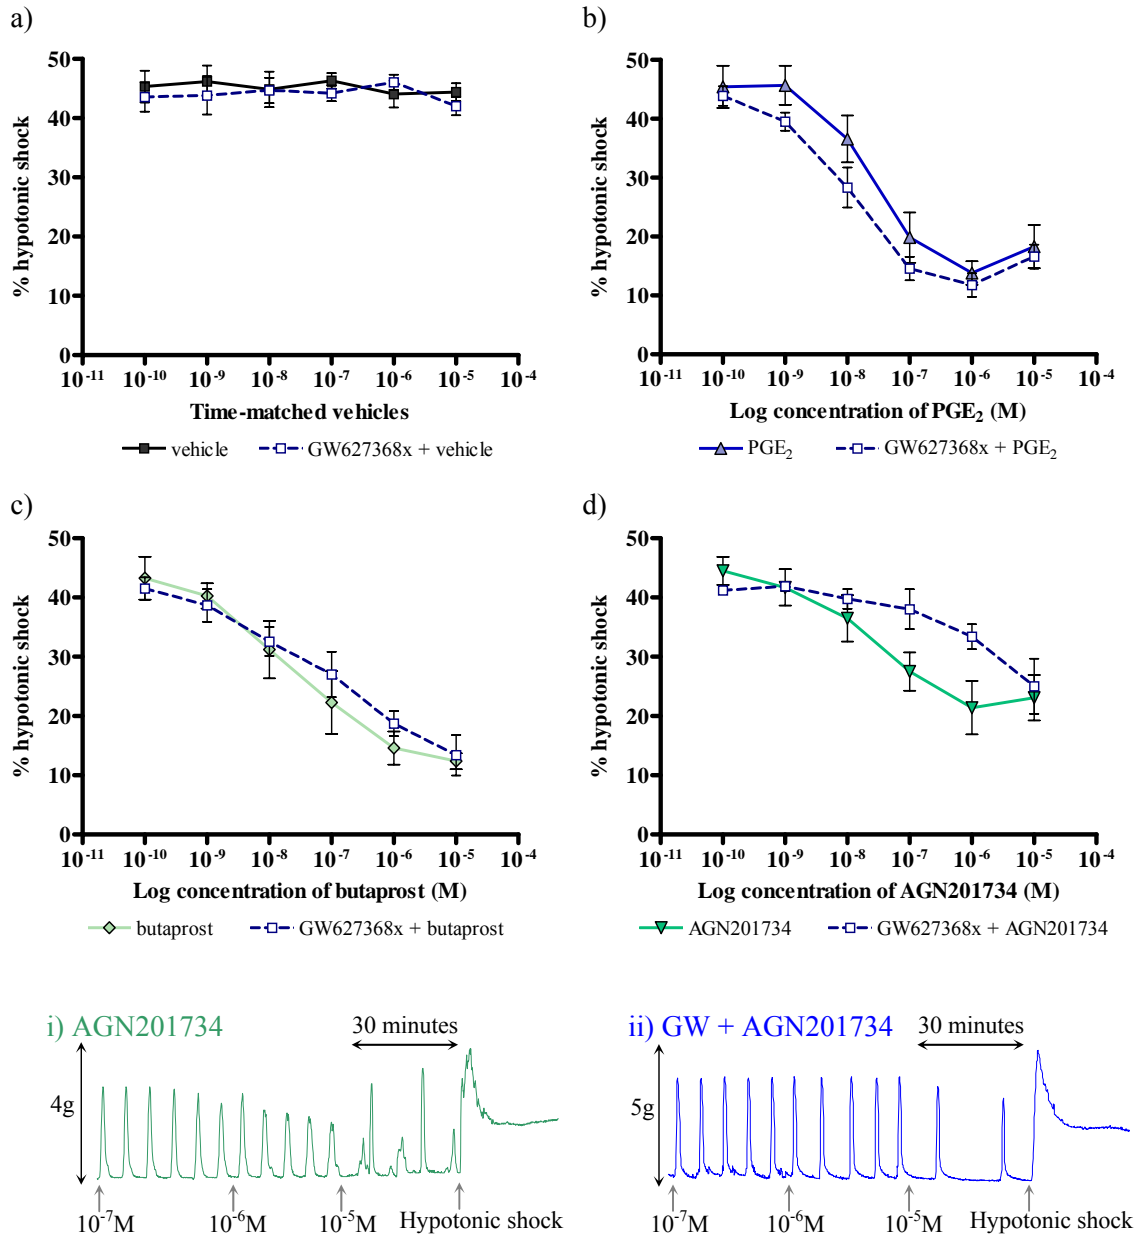 a)
50
40
30
20
10
0
% hypotonic shock
10-11 10-10 10-9 10-8 10-7 10-6 10-5 10-4
Time-matched vehicles
vehicle GW627368x + vehicle
b)
50
40
30
20
10
0
% hypotonic shock
10-11 10-10 10-9 10-8 10-7 10-6 10-5 10-4
Log concentration of PGE2 (M)
PGE2 GW627368x + PGE2
c)
50
40
30
20
10
0
% hypotonic shock
10-11 10-10 10-9 10-8 10-7 10-6 10-5 10-4
Log concentration of butaprost (M)
butaprost GW627368x + butaprost
d)
50
40
30
20
10
0
% hypotonic shock
10-11 10-10 10-9 10-8 10-7 10-6 10-5 10-4
Log concentration of AGN201734 (M)
AGN201734 GW627368x + AGN201734
i) AGN201734
30 minutes
4g
10-7M 10-6M 10-5M Hypotonic shock
ii) GW + AGN201734
30 minutes
5g
10-7M 10-6M 10-5M Hypotonic shock